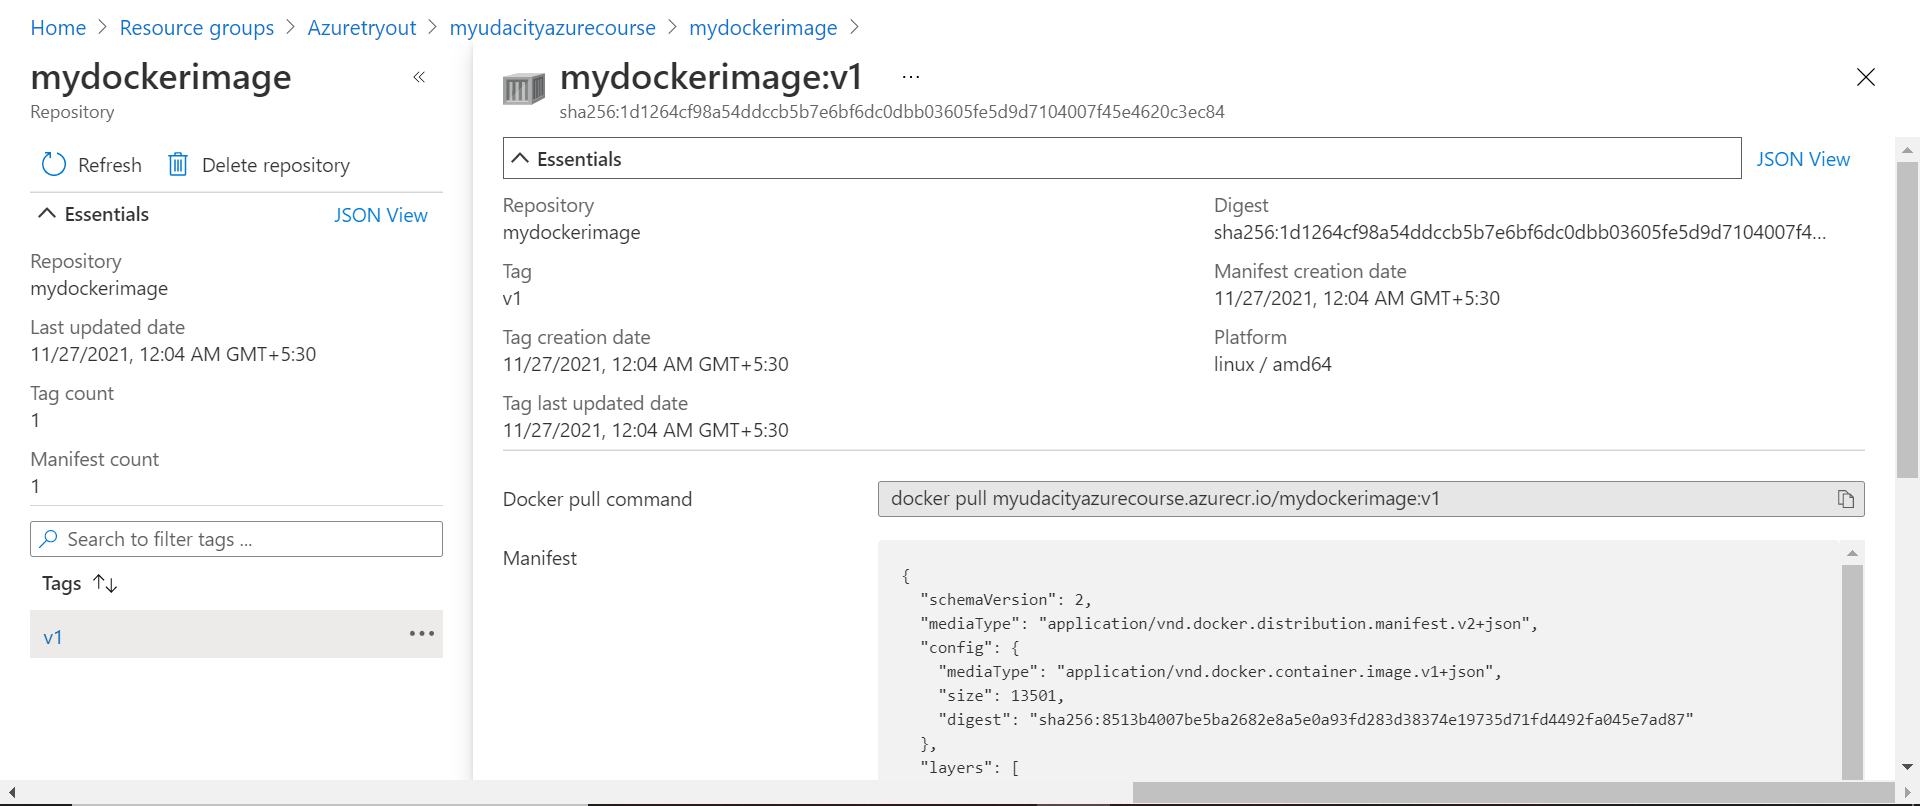 Home > Resource groups > Azuretryout > myudacityazurecourse > mydockerimage >
mydockerimage «
Repository
Refresh Delete repository
Essentials JSON View
Repository
mydockerimage
Last updated date
11/27/2021, 12:04 AM GMT+5:30
Tag count
1
Manifest count
1
Search to filter tags ...
Tags ↑↓
v1 •••
mydockerimage:v1 ...
sha256:1d1264cf98a54ddccb5b7e6bf6dc0dbb03605fe5d9d7104007f45e4620c3ec84
Essentials JSON View
Repository
mydockerimage
Tag
v1
Tag creation date
11/27/2021, 12:04 AM GMT+5:30
Tag last updated date
11/27/2021, 12:04 AM GMT+5:30
Digest
sha256:1d1264cf98a54ddccb5b7e6bf6dc0dbb03605fe5d9d7104007f4...
Manifest creation date
11/27/2021, 12:04 AM GMT+5:30
Platform
linux / amd64
Docker pull command docker pull myudacityazurecourse.azurecr.io/mydockerimage:v1
Manifest
{
"schemaVersion": 2,
"mediaType": "application/vnd.docker.distribution.manifest.v2+json",
"config": {
"mediaType": "application/vnd.docker.container.image.v1+json",
"size": 13501,
"digest": "sha256:8513b4007be5ba2682e8a5e0a93fd283d38374e19735d71fd4492fa045e7ad87"
},
"layers": [